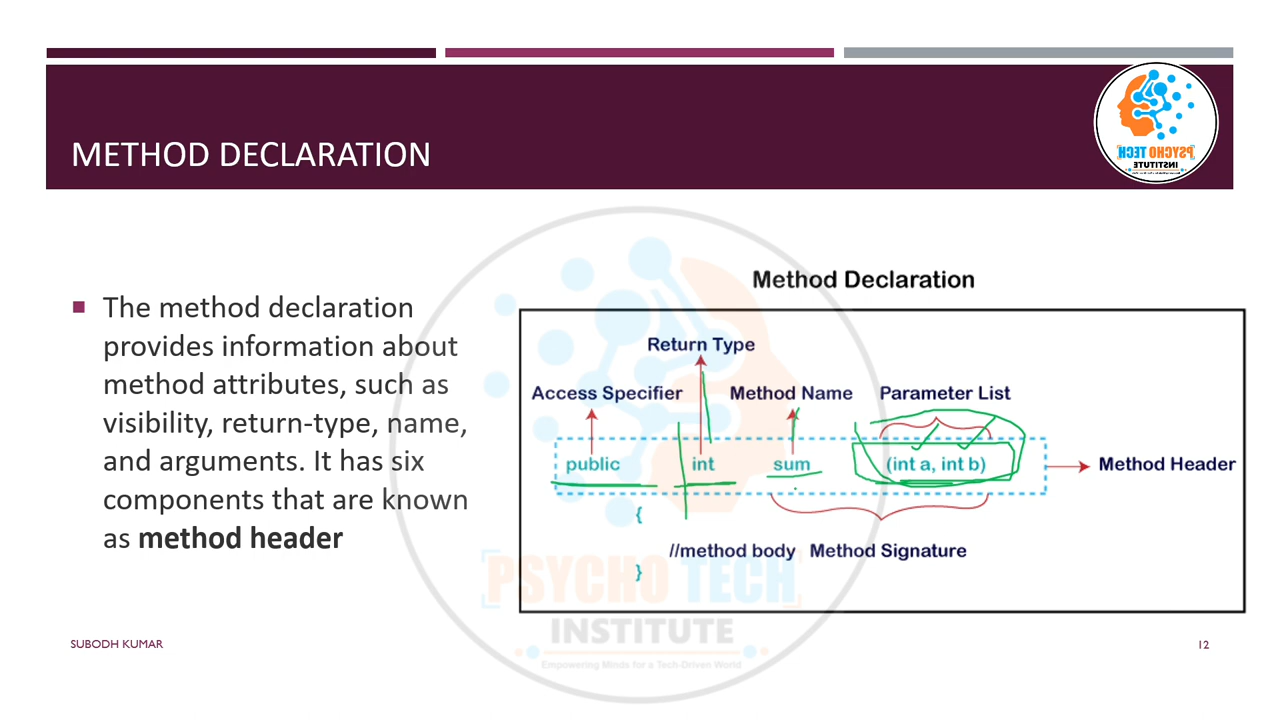 METHOD DECLARATION
PSYCHO TECH
INSTITUTE
The method declaration
provides information about
method attributes, such as
visibility, return-type, name,
and arguments. It has six
components that are known
as method header
Method Declaration
Return Type
Access Specifier Method Name Parameter List
public int sum (int a, int b) Method Header
{
//method body Method Signature
}
PSYCHO TECH
INSTITUTE
Empowering Minds for a Tech-Driven World
SUBODH KUMAR
12